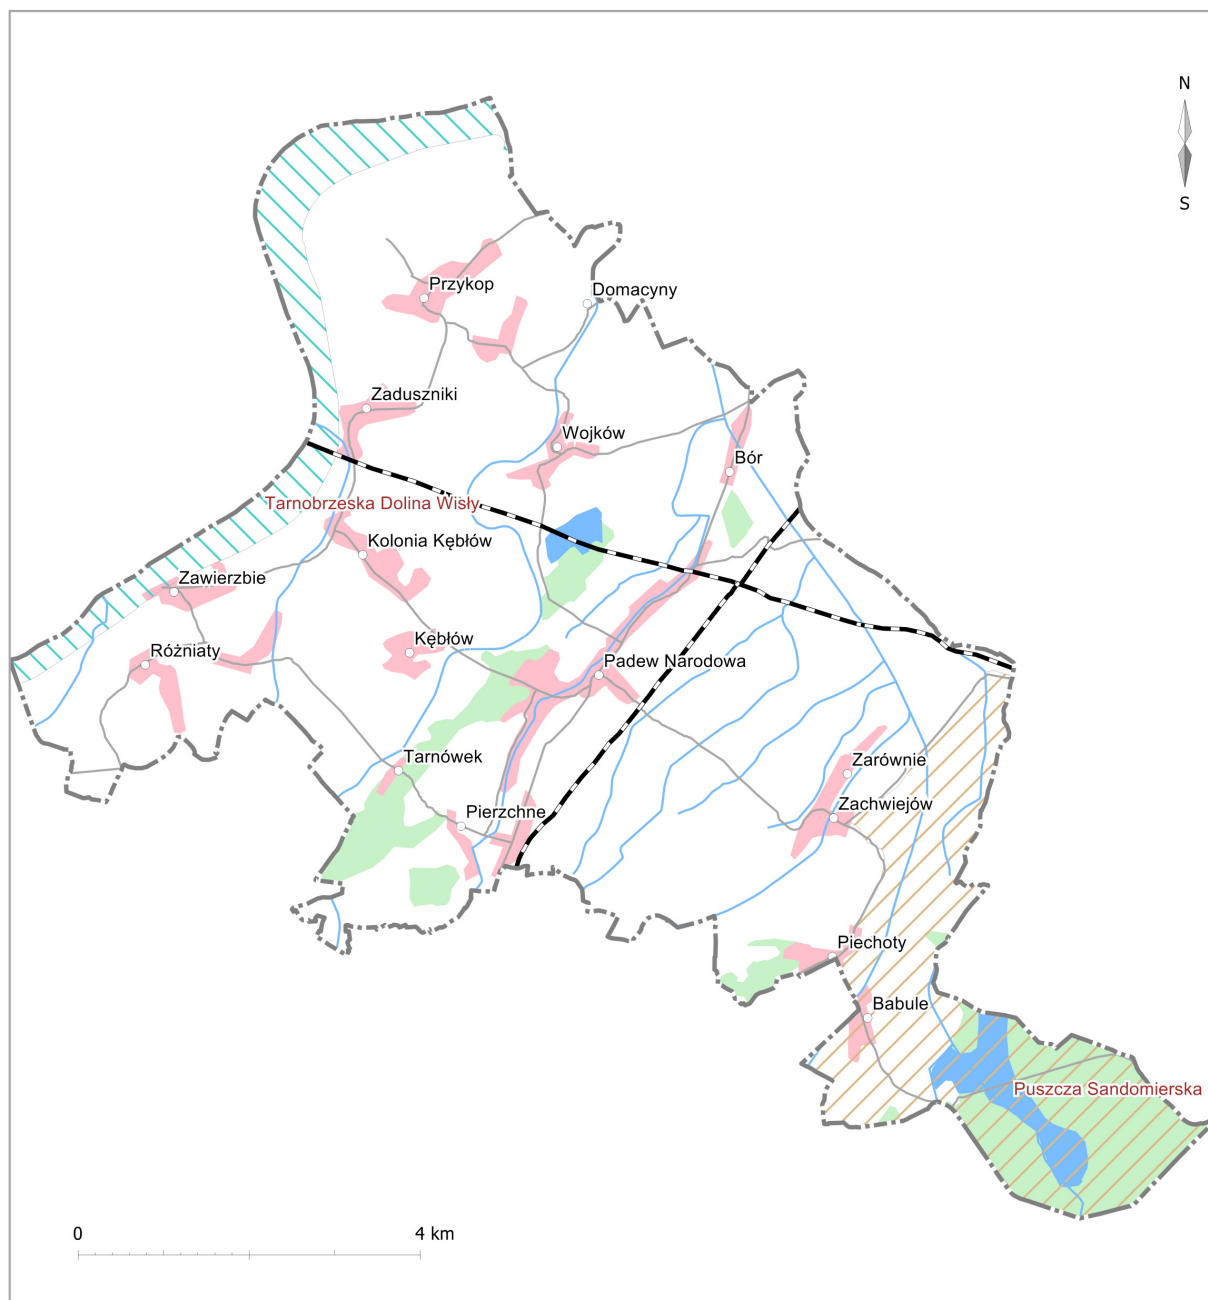 N
S
Przykop
Domacyny
Zaduszniki
Wojków
Bór
Tarnobrzeska Dolina Wisły
Kolonia Kębłów
Zawierzbie
Kębłów
Różniaty
Padew Narodowa
Tarnówek
Zarównie
Zachwiejów
Pierzchne
Piechoty
Babule
Puszcza Sandomierska
0 4 km